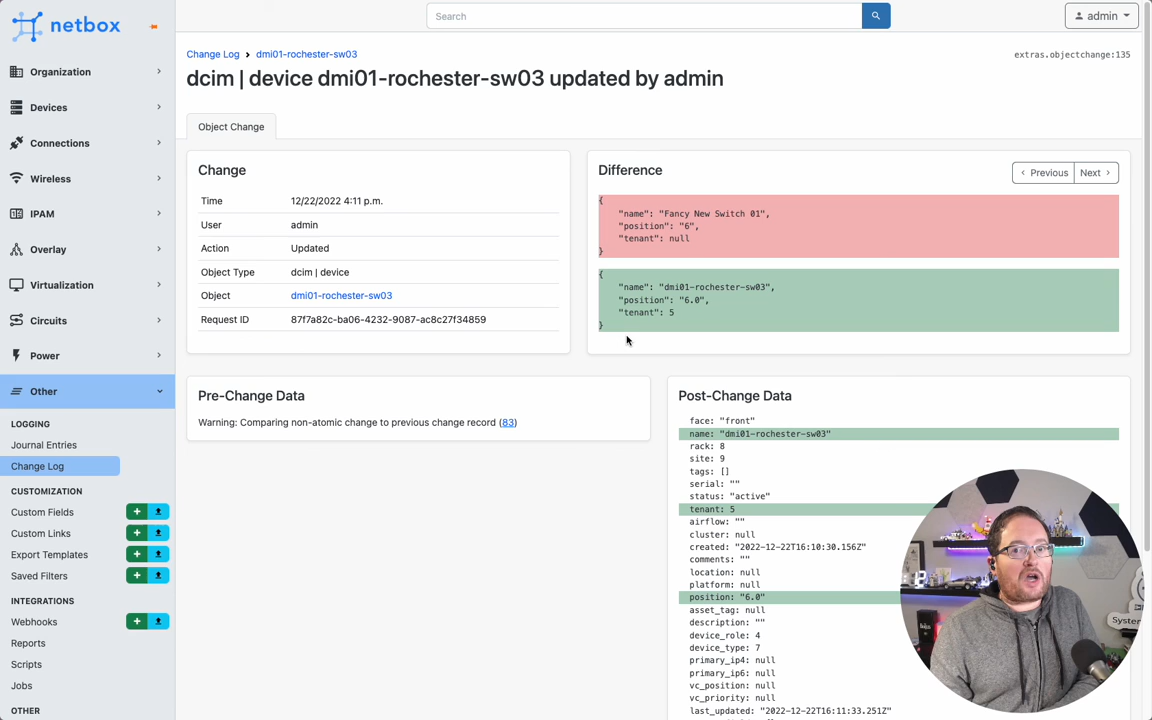 netbox
Search
admin
Organization
Devices
Connections
Wireless
IPAM
Overlay
Virtualization
Circuits
Power
Other
LOGGING
Journal Entries
Change Log
CUSTOMIZATION
Custom Fields
Custom Links
Export Templates
Saved Filters
INTEGRATIONS
Webhooks
Reports
Scripts
Jobs
OTHER
Change Log › dmi01-rochester-sw03
extras.objectchange:135
dcim | device dmi01-rochester-sw03 updated by admin
Object Change
Change
Time 12/22/2022 4:11 p.m.
User admin
Action Updated
Object Type dcim | device
Object dmi01-rochester-sw03
Request ID 87f7a82c-ba06-4232-9087-ac8c27f34859
Difference
‹ Previous Next ›
{
"name": "Fancy New Switch 01",
"position": "6",
"tenant": null
}
{
"name": "dmi01-rochester-sw03",
"position": "6.0",
"tenant": 5
}
Pre-Change Data
Warning: Comparing non-atomic change to previous change record (83)
Post-Change Data
face: "front"
name: "dmi01-rochester-sw03"
rack: 8
site: 9
tags: []
serial: ""
status: "active"
tenant: 5
airflow: ""
cluster: null
created: "2022-12-22T16:10:30.156Z"
comments: ""
location: null
platform: null
position: "6.0"
asset_tag: null
description: ""
device_role: 4
device_type: 7
primary_ip4: null
primary_ip6: null
vc_position: null
vc_priority: null
last_updated: "2022-12-22T16:11:33.251Z"